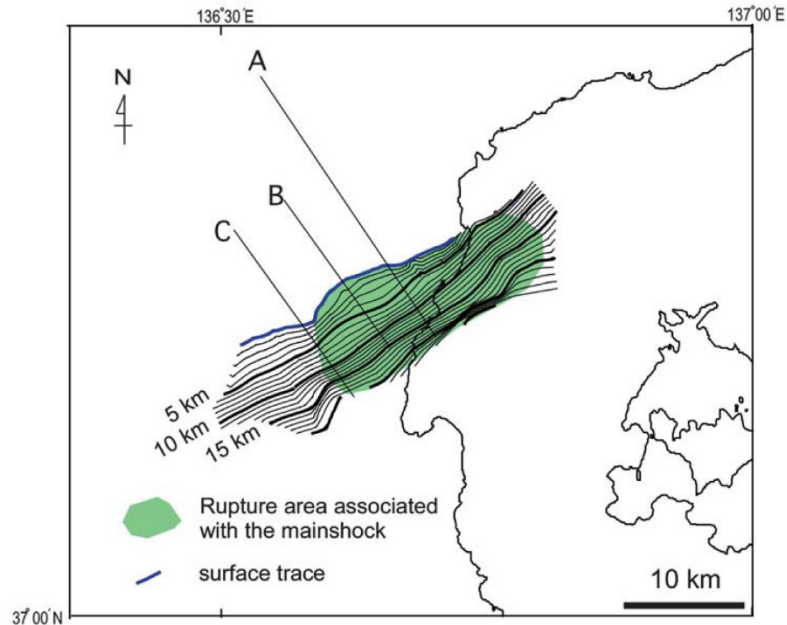 136°30′E
137°00′E
A
N
B
C
5 km
10 km
15 km
Rupture area associated
with the mainshock
surface trace
10 km
37°00′N